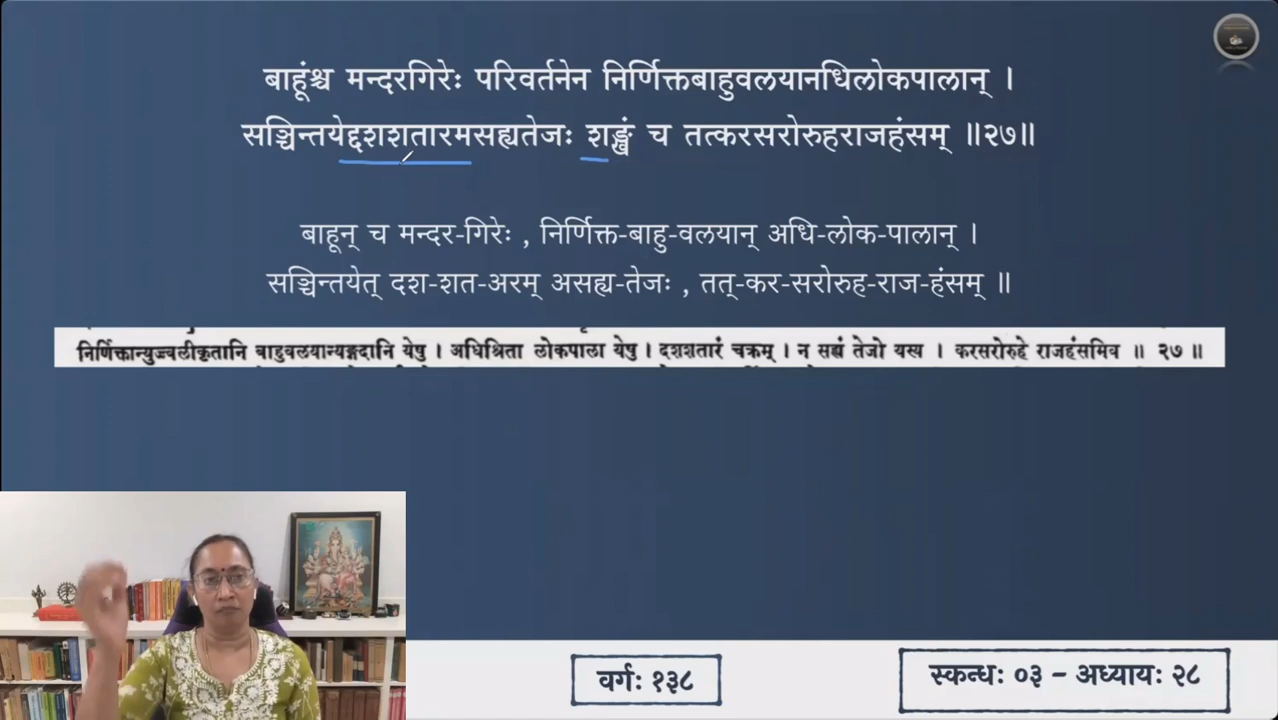 बाहूंश्च मन्दरगिरेः परिवर्तनेन निर्णिक्तबाहुवलयानधिलोकपालान् ।
सञ्चिन्तयेद्दशशतारमसह्यतेजः शङ्खं च तत्करसरोरुहराजहंसम् ॥२७॥
बाहून् च मन्दर-गिरेः , निर्णिक्त-बाहु-वलयान् अधि-लोक-पालान् ।
सञ्चिन्तयेत् दश-शत-अरम् असह्य-तेजः , तत्-कर-सरोरुह-राज-हंसम् ॥
निर्णिक्तान्युज्वलीकृतानि बाहुवलयान्यङ्गदानि येषु । अधिश्रिता लोकपाला येषु । दशशतारं चक्रम् । न सह्यं तेजो यस्य । करसरोरुहे राजहंसमिव ॥ २७ ॥
वर्गः १३८
स्कन्धः ०३ – अध्यायः २८